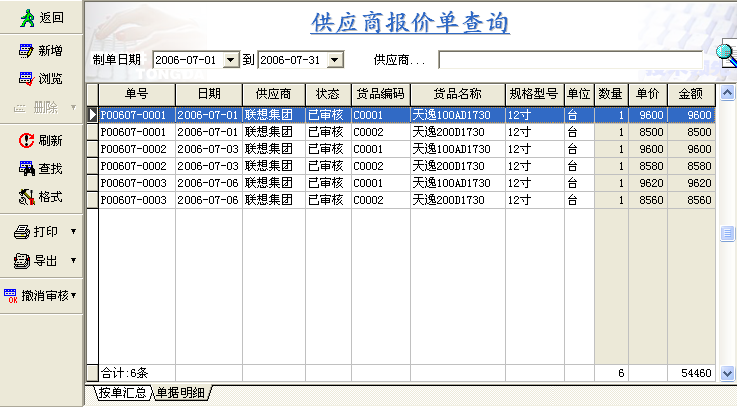 返回
新增
浏览
删除
刷新
查找
格式
打印
导出
撤消审核
供应商报价单查询
制单日期 2006-07-01 到 2006-07-31 供应商...
单号 日期 供应商 状态 货品编码 货品名称 规格型号 单位 数量 单价 金额
P00607-0001 2006-07-01 联想集团 已审核 C0001 天逸100AD1730 12寸 台 1 9600 9600
P00607-0001 2006-07-01 联想集团 已审核 C0002 天逸200D1730 12寸 台 1 8500 8500
P00607-0002 2006-07-03 联想集团 已审核 C0001 天逸100AD1730 12寸 台 1 9600 9600
P00607-0002 2006-07-03 联想集团 已审核 C0002 天逸200D1730 12寸 台 1 8580 8580
P00607-0003 2006-07-06 联想集团 已审核 C0001 天逸100AD1730 12寸 台 1 9620 9620
P00607-0003 2006-07-06 联想集团 已审核 C0002 天逸200D1730 12寸 台 1 8560 8560
合计:6条 6 54460
按单汇总 单据明细